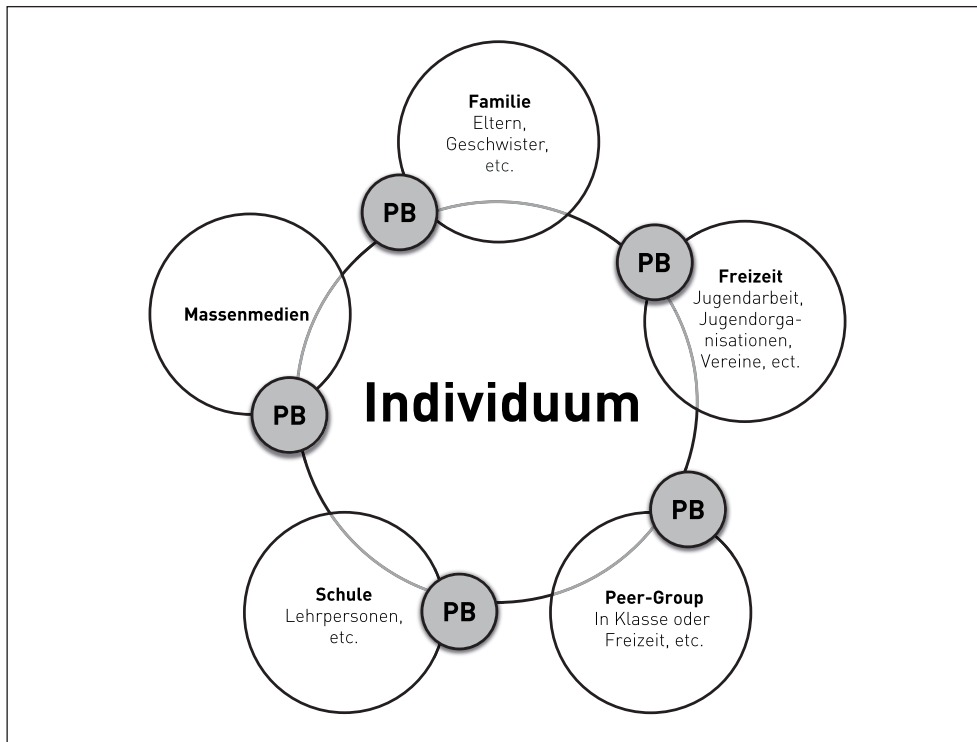 Familie
Eltern,
Geschwister,
etc.
PB
PB
Freizeit
Jugendarbeit,
Jugendorga-
nisationen,
Vereine, ect.
Massenmedien
PB
Individuum
PB
Schule
Lehrpersonen,
etc.
PB
Peer-Group
In Klasse oder
Freizeit, etc.